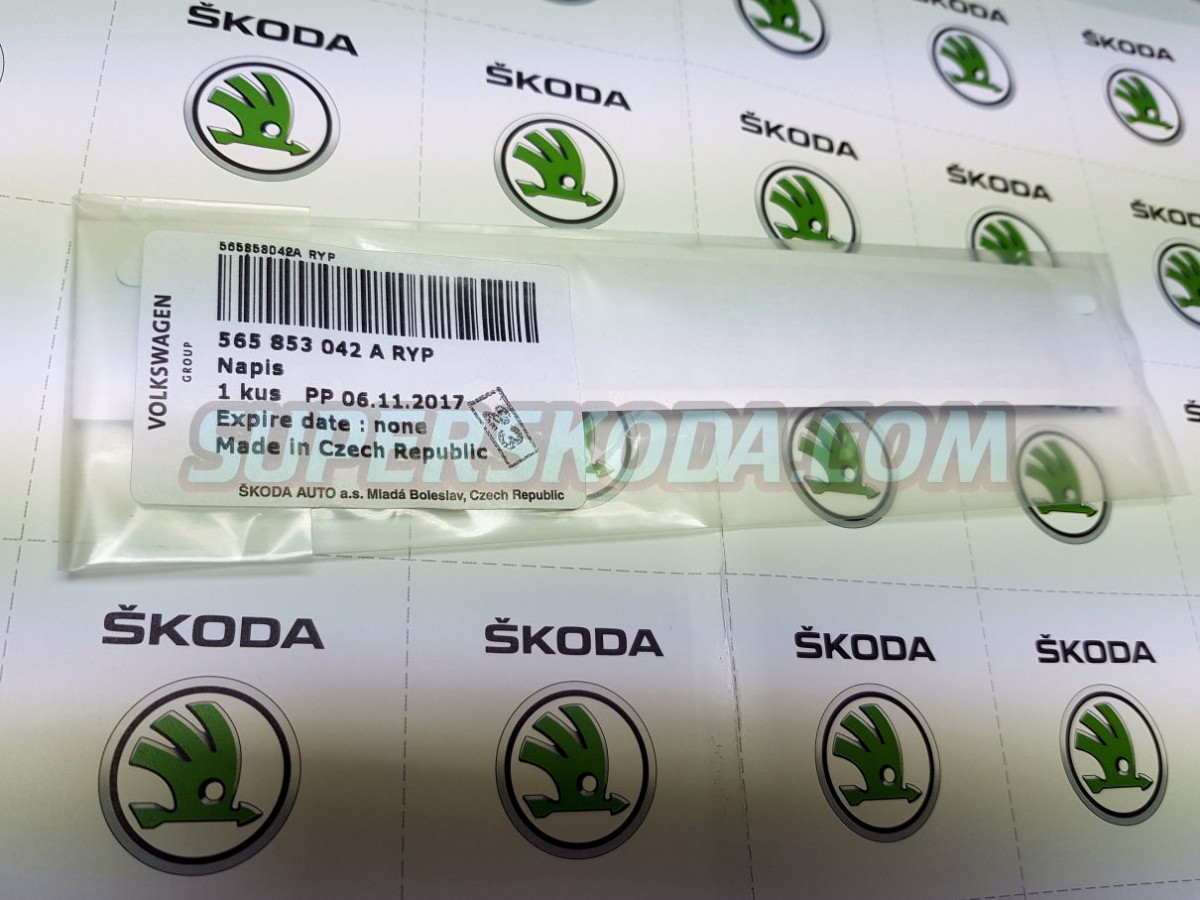 ŠKODA
ŠKODA
ŠKODA
ŠKODA
ŠKODA
ŠKODA
ŠKODA
565853042A RYP
VOLKSWAGEN
GROUP
565 853 042 A RYP
Napis
1 kus PP 06.11.2017
Expire date : none
Made in Czech Republic
SUPERSKODA.COM
ŠKODA AUTO a.s. Mladá Boleslav, Czech Republic
ŠKODA
ŠKODA
ŠKODA
ŠKODA